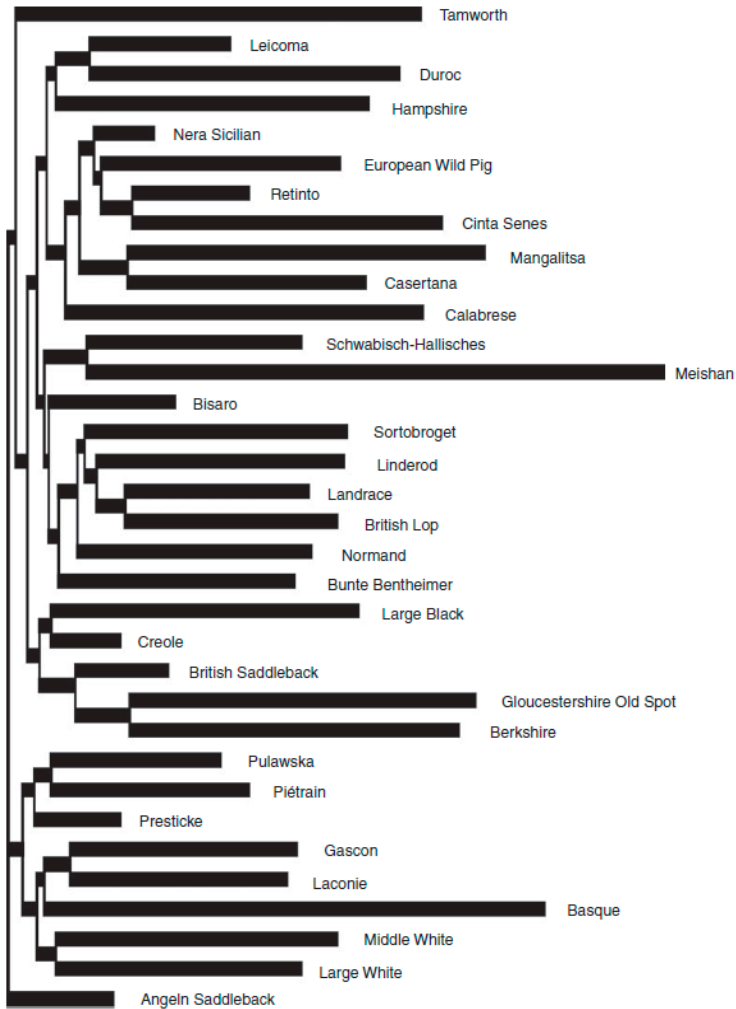 Tamworth
Leicoma
Duroc
Hampshire
Nera Sicilian
European Wild Pig
Retinto
Cinta Senes
Mangalitsa
Casertana
Calabrese
Schwabisch-Hallisches
Meishan
Bisaro
Sortobroget
Linderod
Landrace
British Lop
Normand
Bunte Bentheimer
Large Black
Creole
British Saddleback
Gloucestershire Old Spot
Berkshire
Pulawska
Piétrain
Presticke
Gascon
Laconie
Basque
Middle White
Large White
Angeln Saddleback